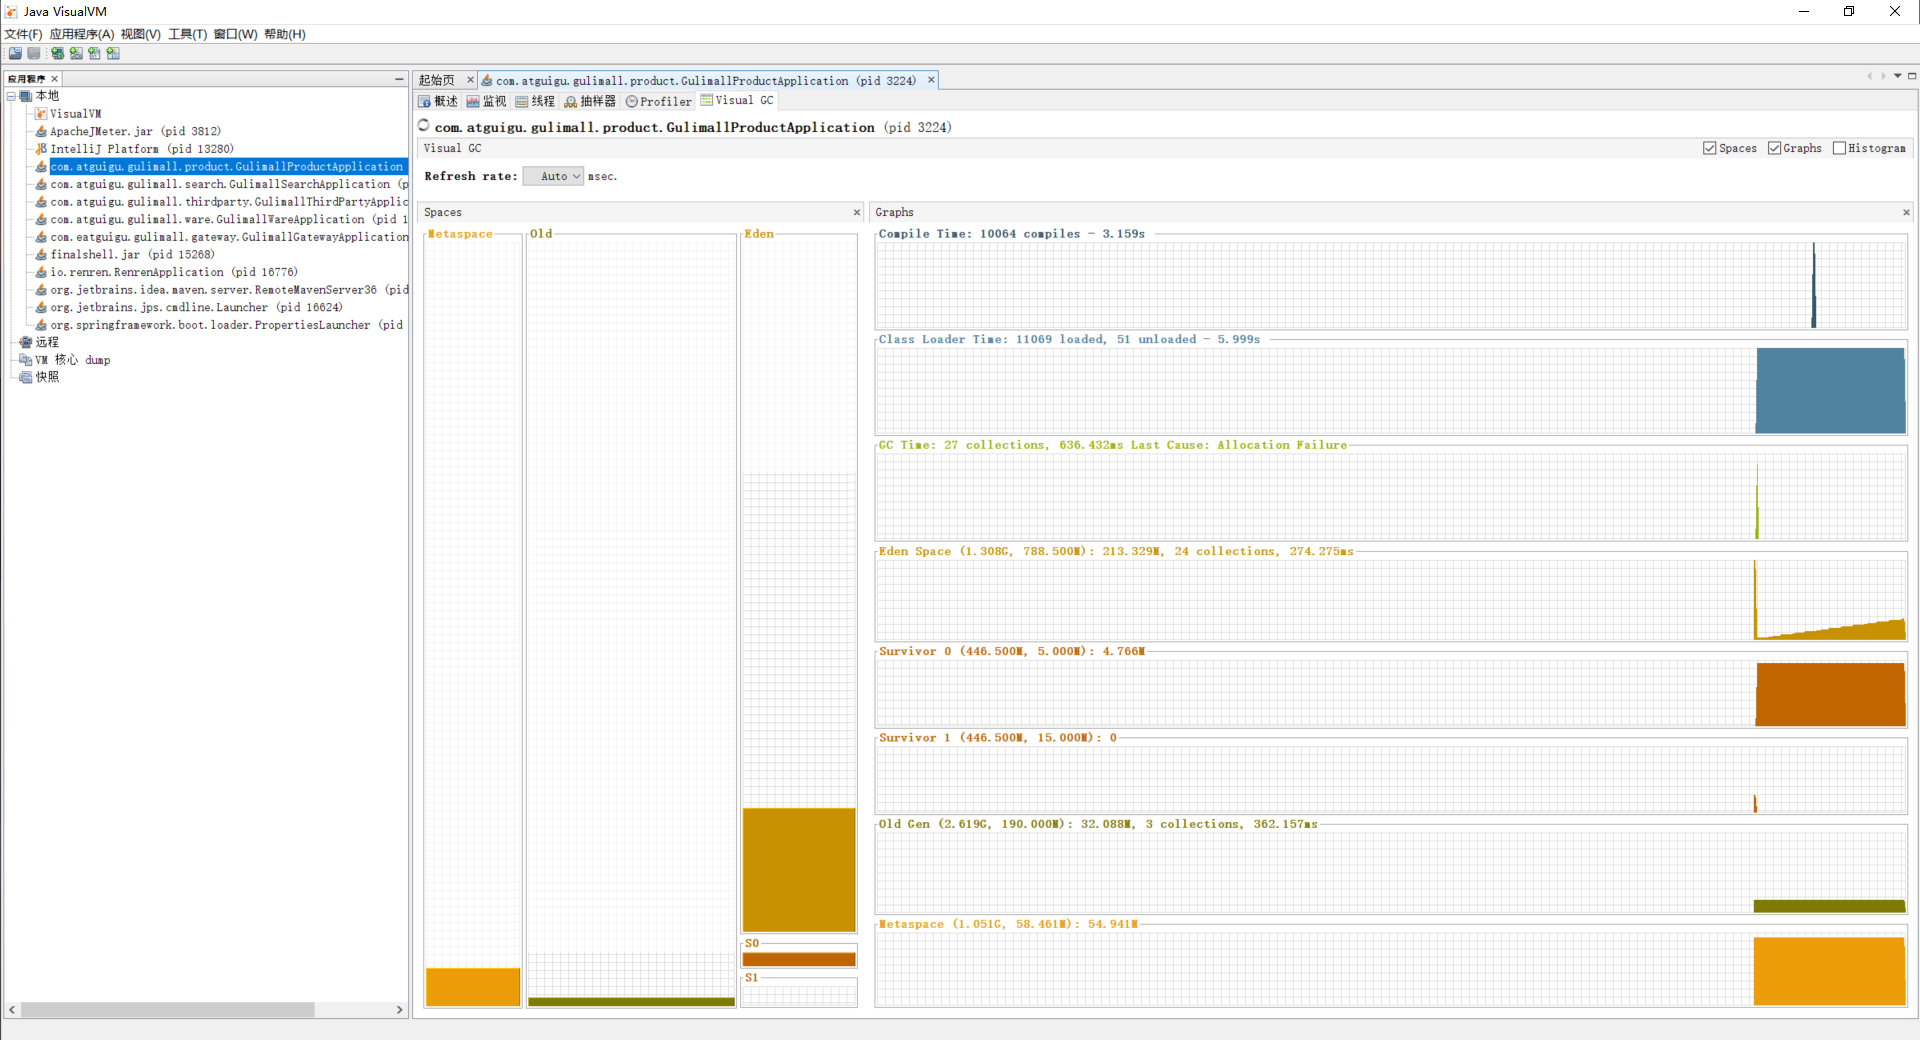 Java VisualVM
文件(F) 应用程序(A) 视图(V) 工具(T) 窗口(W) 帮助(H)
应用程序
本地
VisualVM
ApacheJMeter.jar (pid 3812)
IntelliJ Platform (pid 13280)
com.atguigu.gulimall.product.GulimallProductApplication
com.atguigu.gulimall.search.GulimallSearchApplication (p
com.atguigu.gulimall.thirdparty.GulimallThirdPartyApplic
com.atguigu.gulimall.ware.GulimallWareApplication (pid 1
com.eatguigu.gulimall.gateway.GulimallGatewayApplication
finalshell.jar (pid 15268)
io.renren.RenrenApplication (pid 16776)
org.jetbrains.idea.maven.server.RemoteMavenServer36 (pid
org.jetbrains.jps.cmdline.Launcher (pid 16624)
org.springframework.boot.loader.PropertiesLauncher (pid
远程
VM 核心 dump
快照
起始页 com.atguigu.gulimall.product.GulimallProductApplication (pid 3224)
概述 监视 线程 抽样器 Profiler Visual GC
com.atguigu.gulimall.product.GulimallProductApplication (pid 3224)
Visual GC Spaces Graphs Histogram
Refresh rate: Auto msec.
Spaces
Metaspace Old Eden
S0
S1
Graphs
Compile Time: 10064 compiles - 3.159s
Class Loader Time: 11069 loaded, 51 unloaded - 5.999s
GC Time: 27 collections, 636.432ms Last Cause: Allocation Failure
Eden Space (1.308G, 788.500M): 213.329M, 24 collections, 274.275ms
Survivor 0 (446.500M, 5.000M): 4.766M
Survivor 1 (446.500M, 15.000M): 0
Old Gen (2.619G, 190.000M): 32.088M, 3 collections, 362.157ms
Metaspace (1.051G, 58.461M): 54.941M